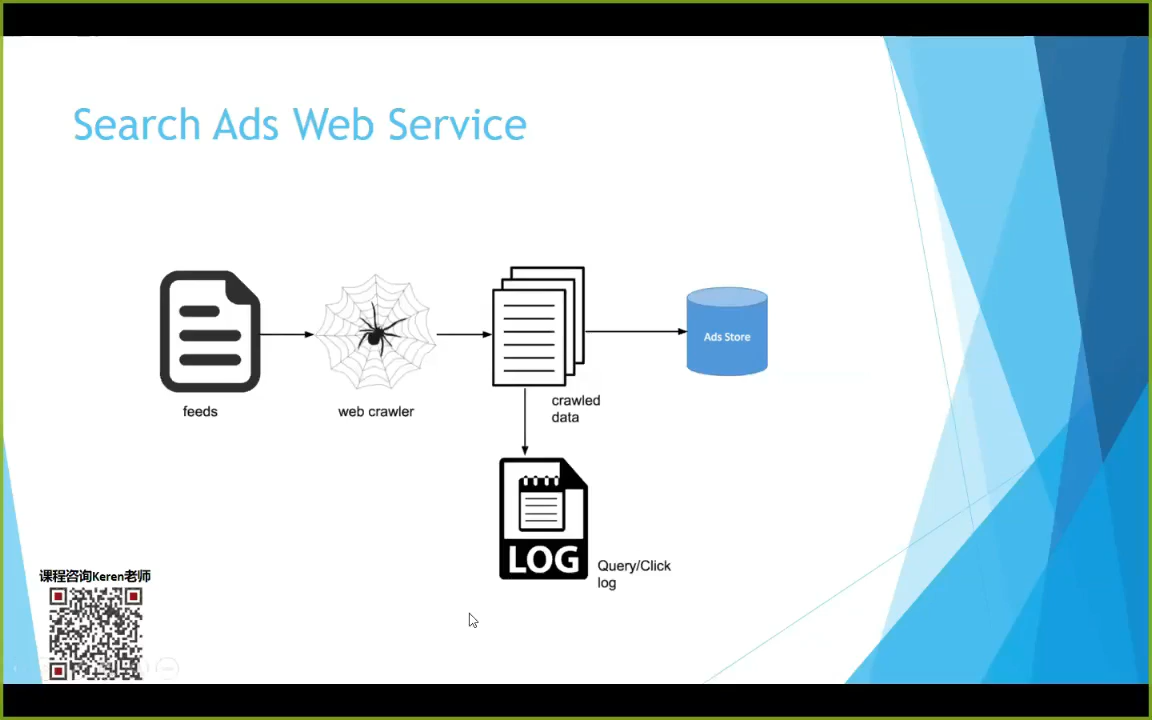 Search Ads Web Service
Ads Store
feeds
web crawler
crawled
data
LOG
Query/Click
log
课程咨询Keren老师